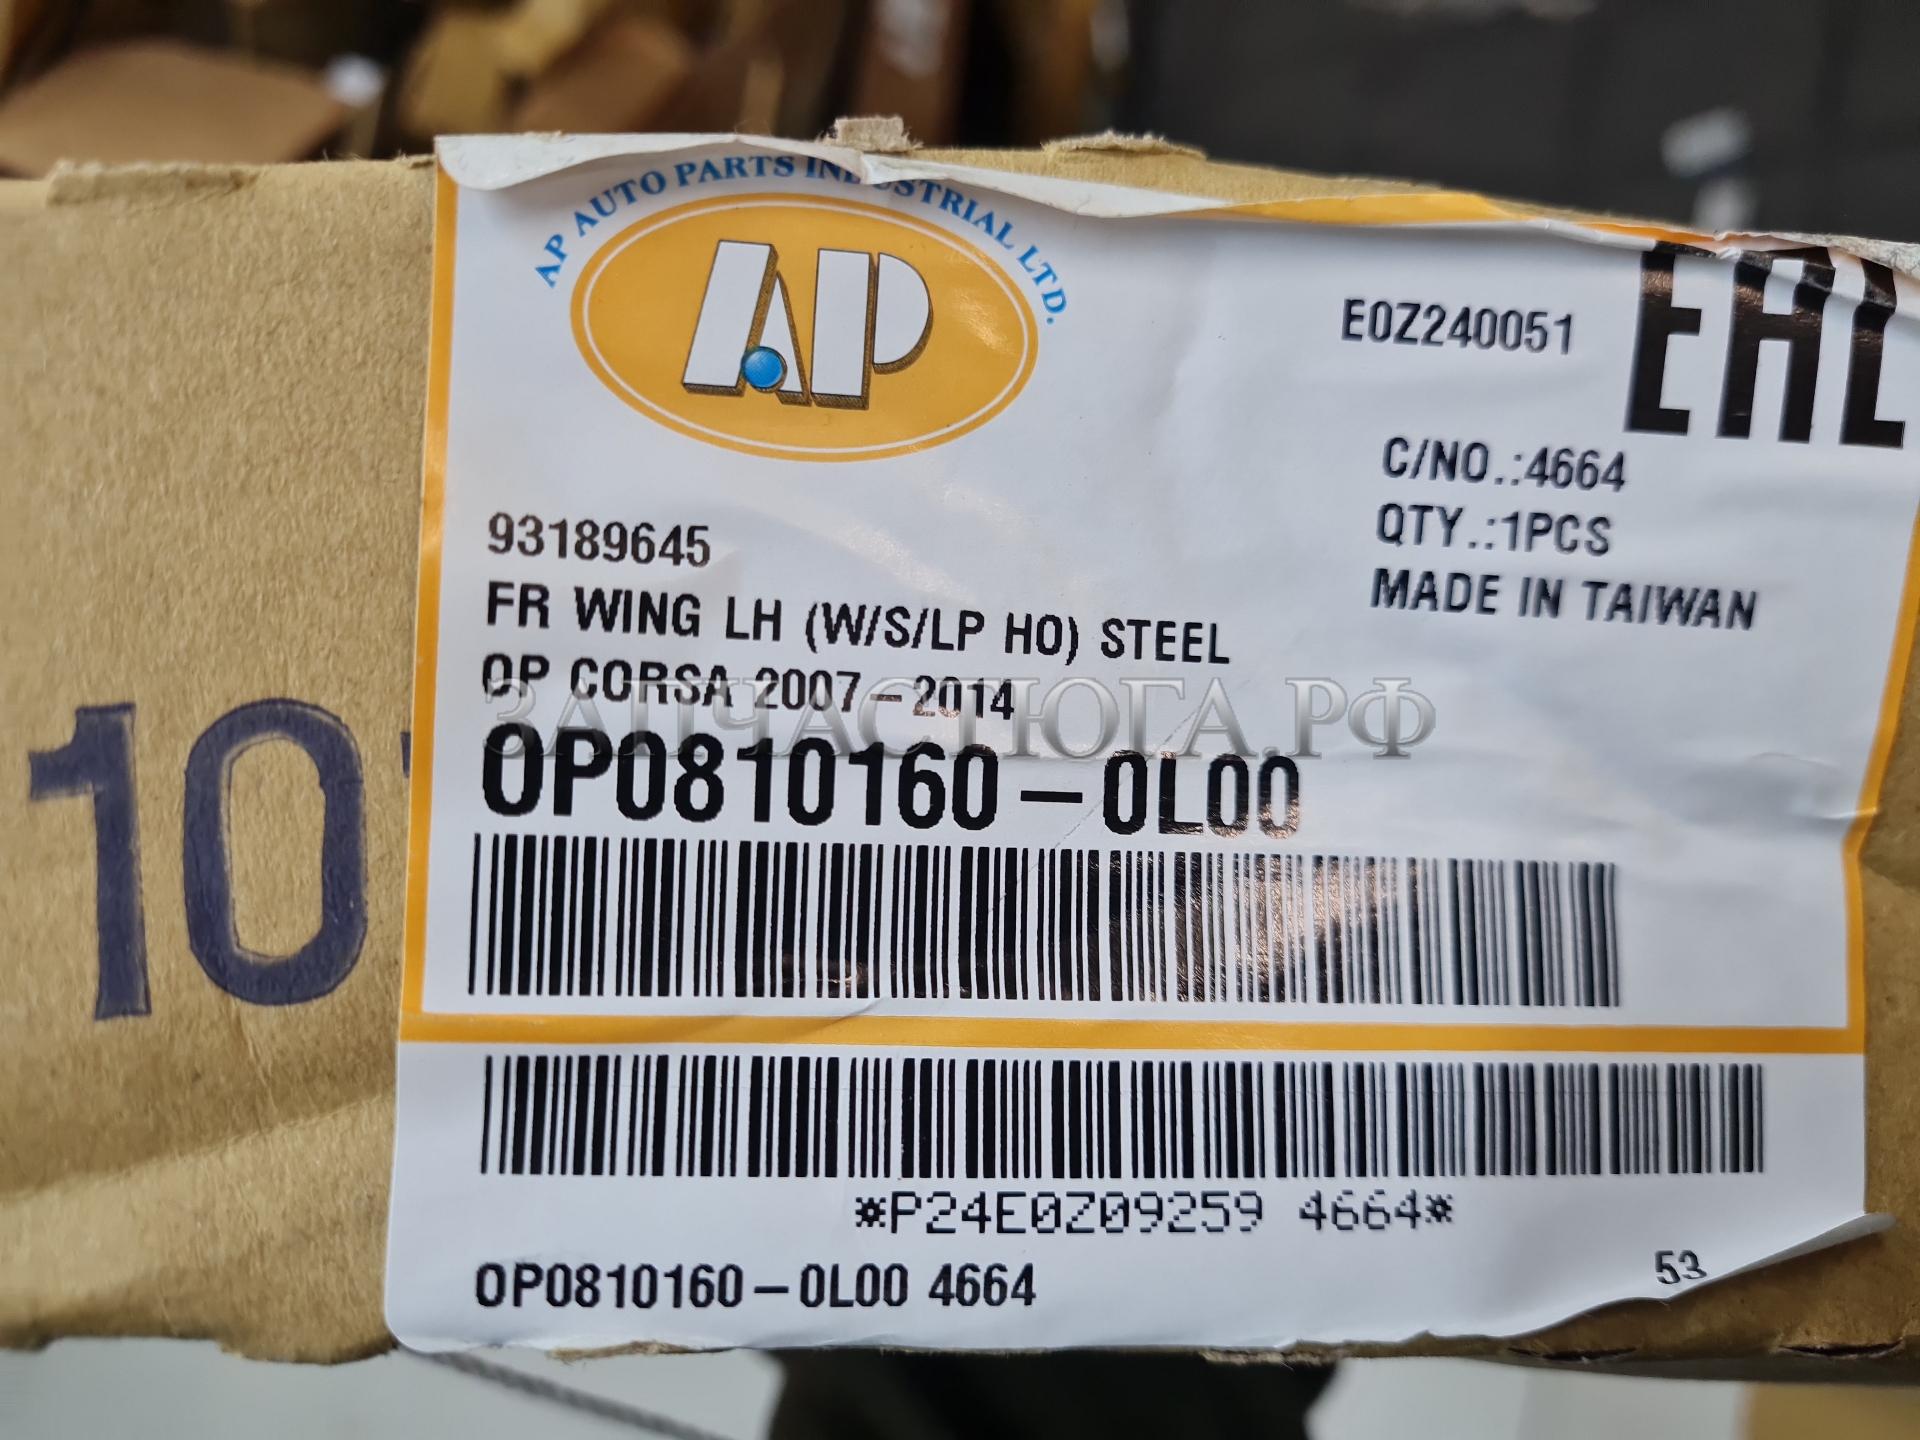 AP AUTO PARTS INDUSTRIAL LTD.
AP
E0Z240051
EAC
C/NO.:4664
QTY.:1PCS
MADE IN TAIWAN
93189645
FR WING LH (W/S/LP HO) STEEL
OP CORSA 2007-2014
ЗАПЧАСТЮГА.РФ
OP0810160-0L00
10
*P24E0Z09259 4664*
OP0810160-0L00 4664
53